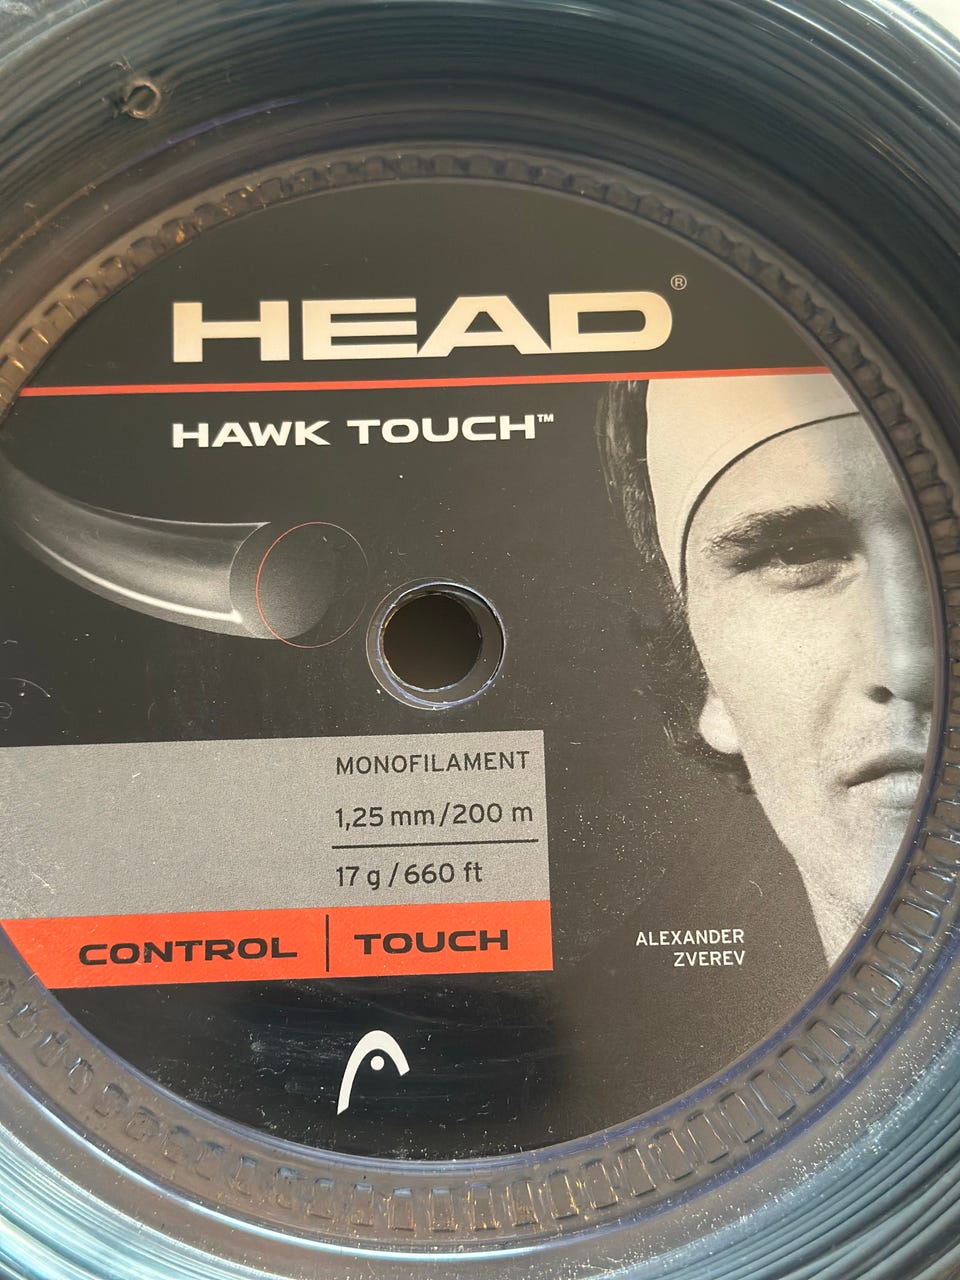 HEAD®
HAWK TOUCH™
MONOFILAMENT
1,25 mm/200 m
17 g/660 ft
CONTROL | TOUCH
ALEXANDER
ZVEREV